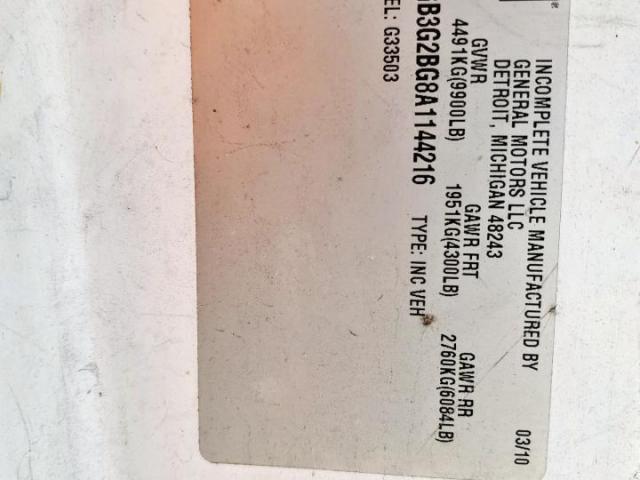 INCOMPLETE VEHICLE MANUFACTURED BY
GENERAL MOTORS LLC
DETROIT, MICHIGAN 48243
03/10
GVWR GAWR FRT GAWR RR
4491KG(9900LB) 1951KG(4300LB) 2760KG(6084LB)
GB3G2BG8A1144216 TYPE: INC VEH
EL: G33503